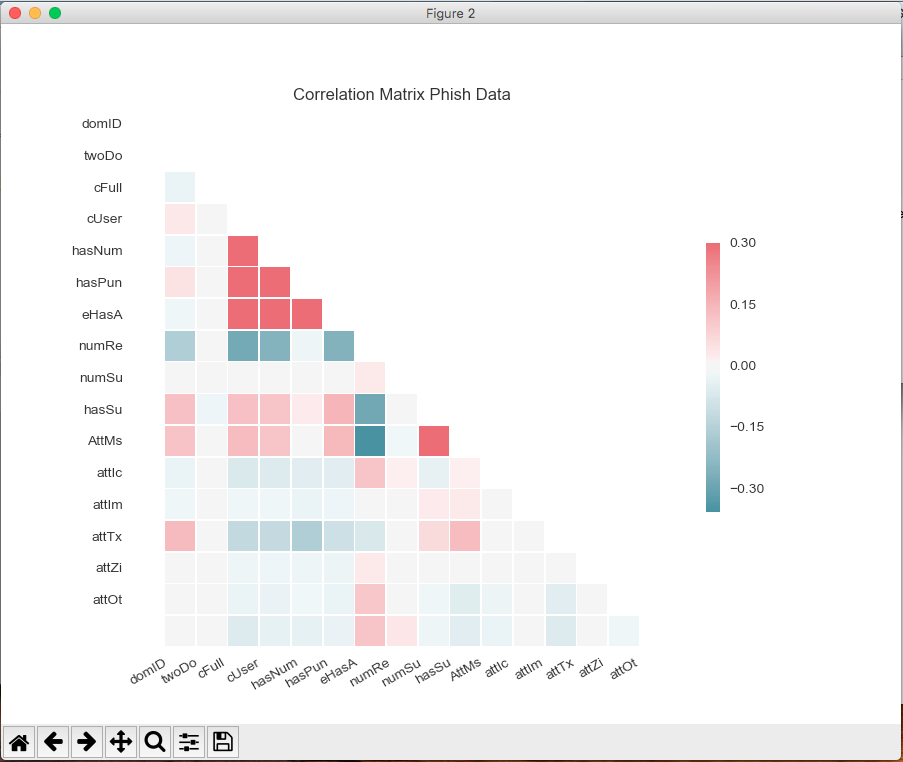 Figure 2
Correlation Matrix Phish Data
domID
twoDo
cFull
cUser
hasNum
hasPun
eHasA
numRe
numSu
hasSu
AttMs
attIc
attIm
attTx
attZi
attOt
0.30
0.15
0.00
−0.15
−0.30
domID twoDo cFull cUser hasNum hasPun eHasA numRe numSu hasSu AttMs attIc attIm attTx attZi attOt